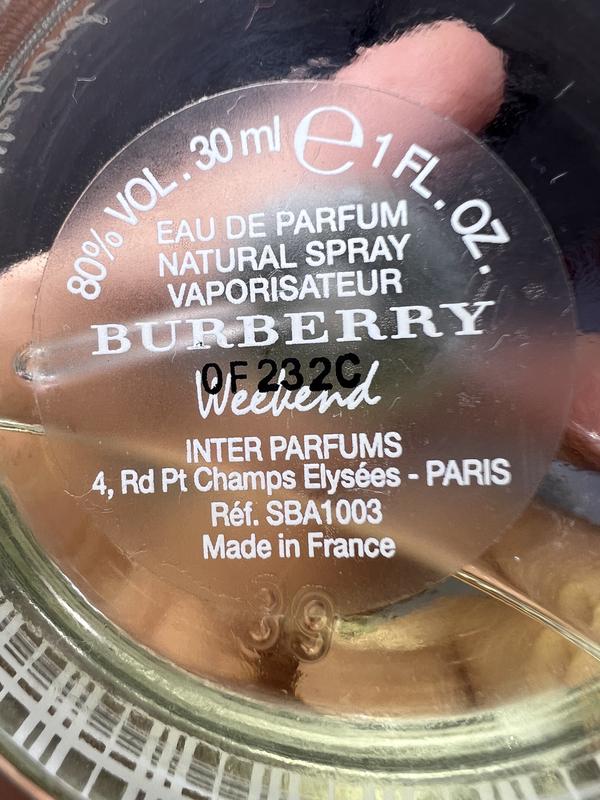 80% VOL. 30 ml e 1 FL. OZ.
EAU DE PARFUM
NATURAL SPRAY
VAPORISATEUR
BURBERRY
0F232C
Weekend
INTER PARFUMS
4, Rd Pt Champs Elysées - PARIS
Réf. SBA1003
Made in France
39